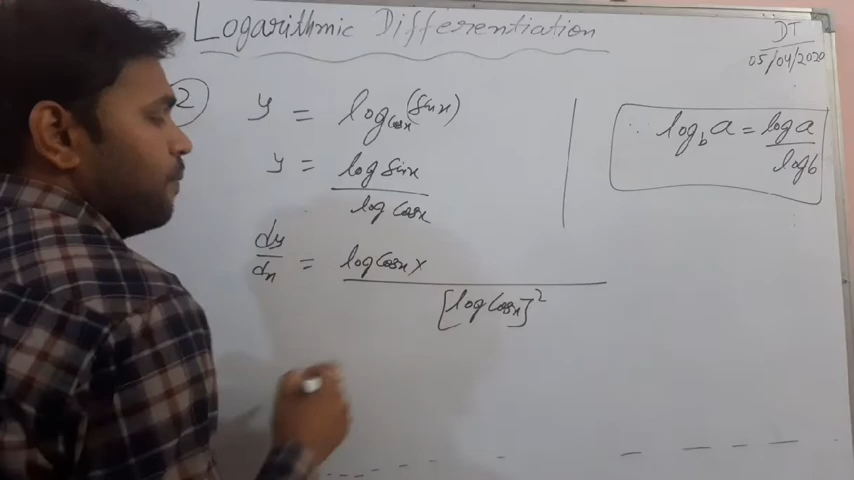 Logarithmic Differentiation
DT
05/04/2020
2
y = log_cosx (sinx)
∵ log_b a = log a / log b
y = log sinx / log cosx
dy/dx = log cosx × / [log cosx]²